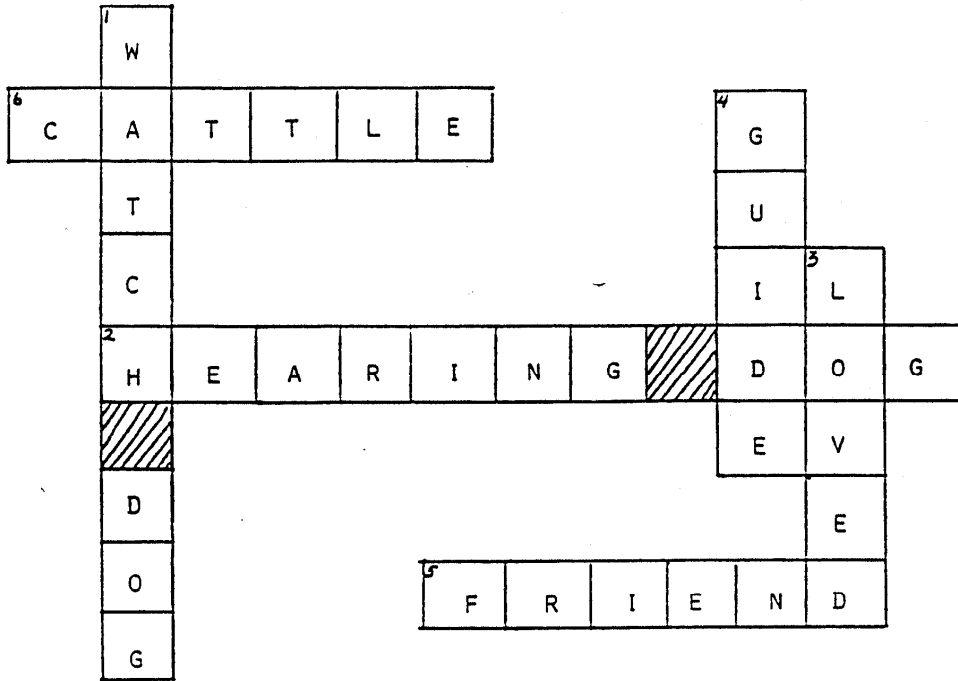 1 W
6 C A T T L E 4 G
T U
C I 3 L
2 H E A R I N G D O G
E V
D E
O 5 F R I E N D
G